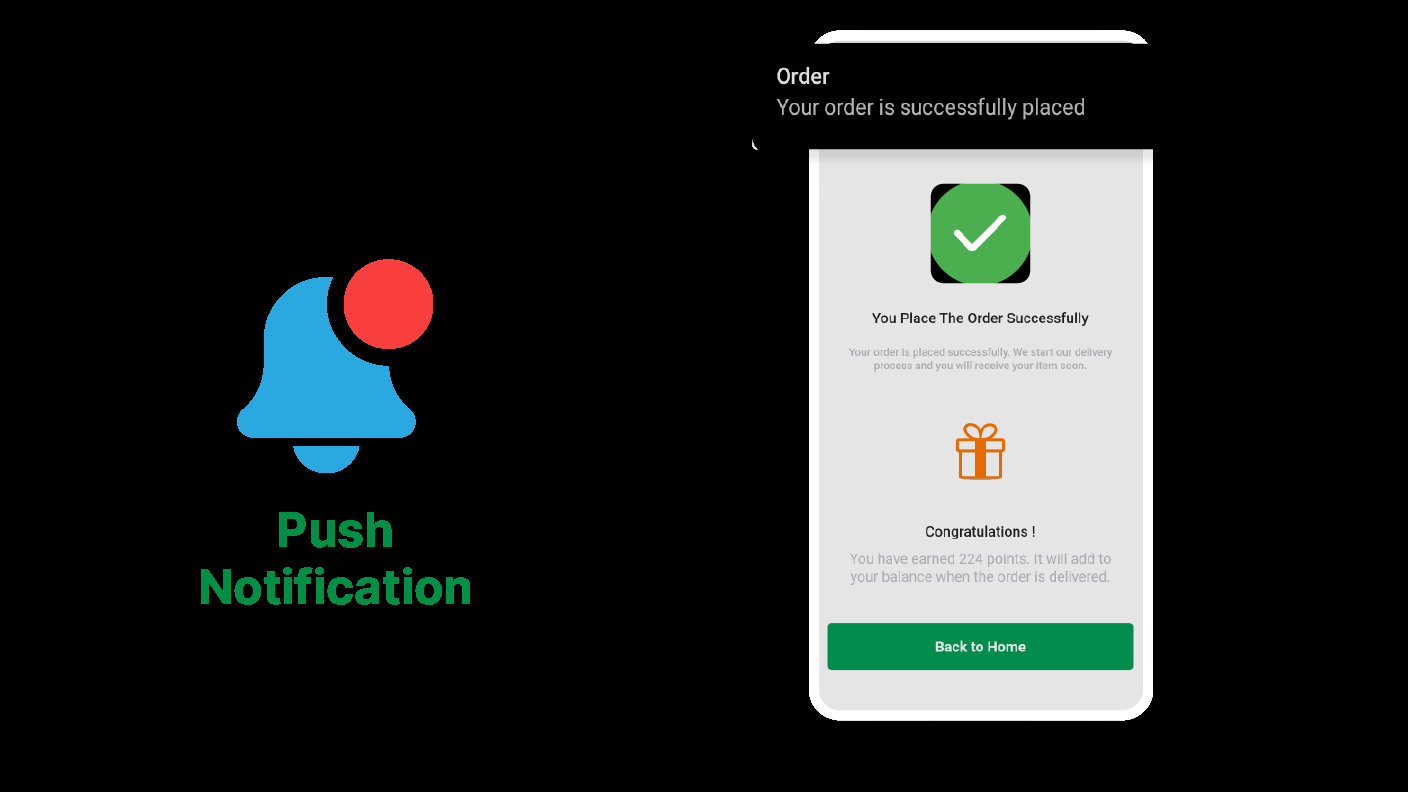 Push
Notification
Order
Your order is successfully placed
You Place The Order Successfully
Your order is placed successfully. We start our delivery
process and you will receive your item soon.
Congratulations !
You have earned 224 points. It will add to
your balance when the order is delivered.
Back to Home